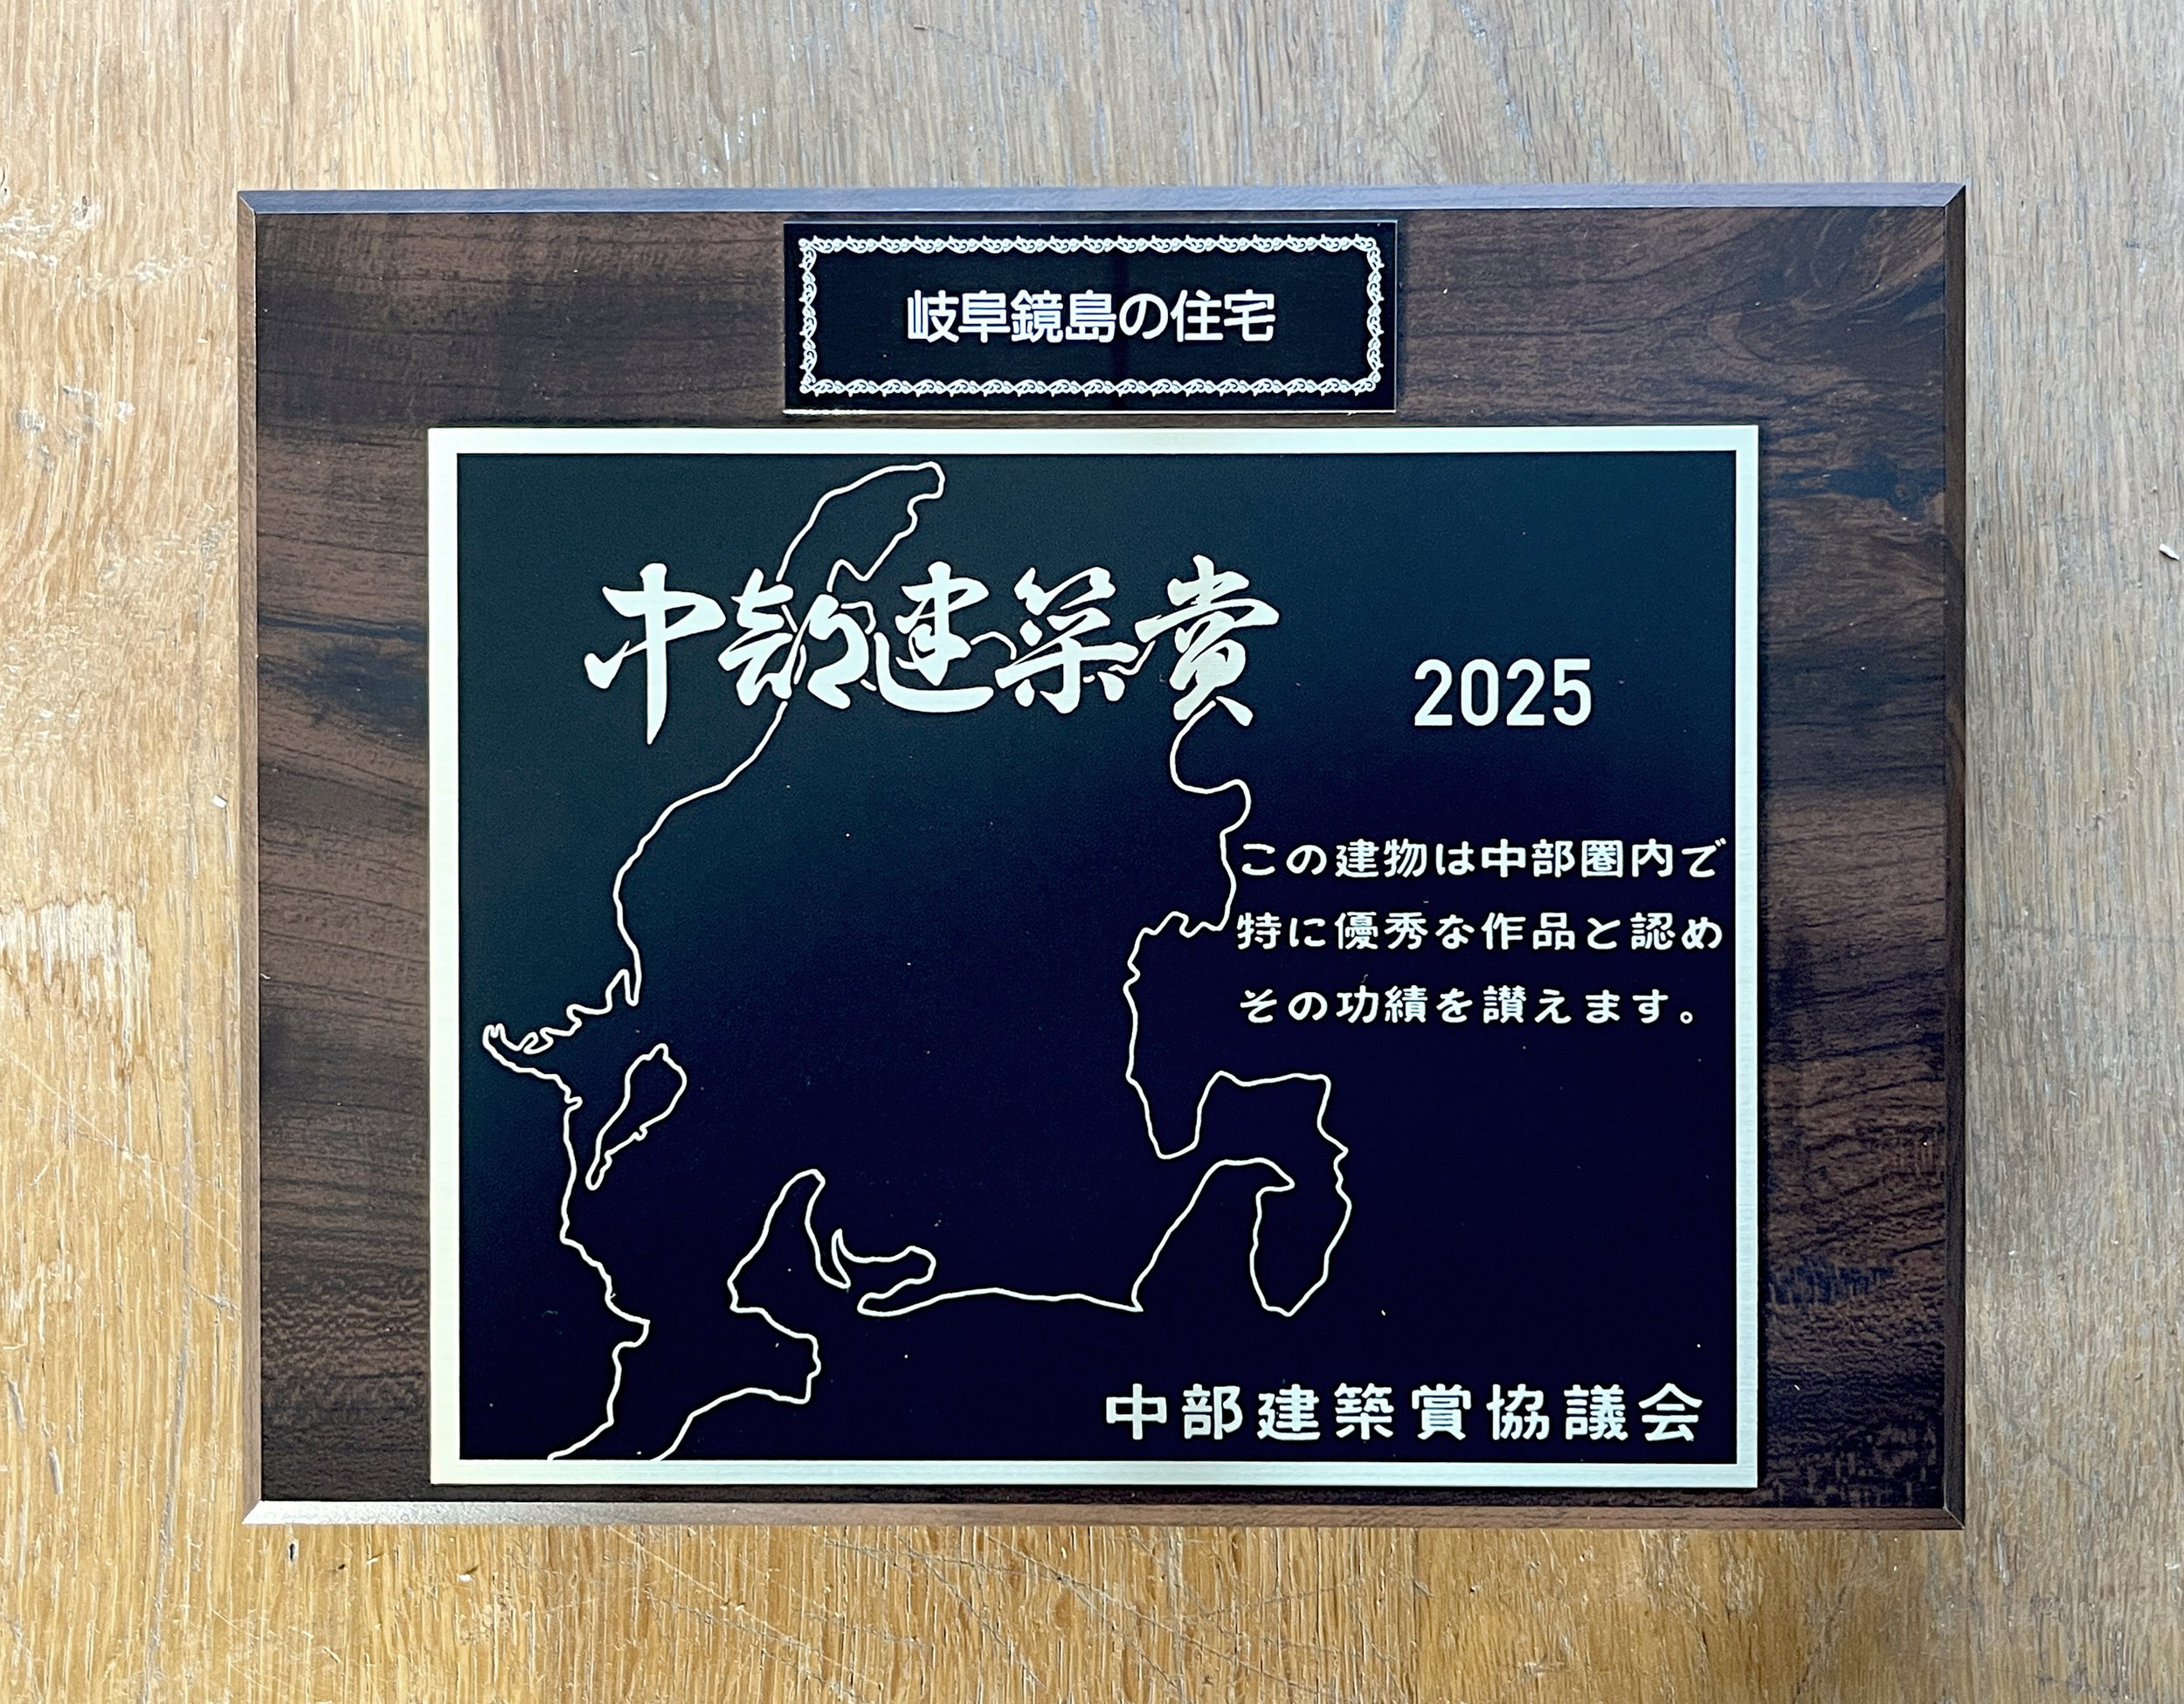 岐阜鏡島の住宅
中部建築賞
2025
この建物は中部圏内で
特に優秀な作品と認め
その功績を讃えます。
中部建築賞協議会